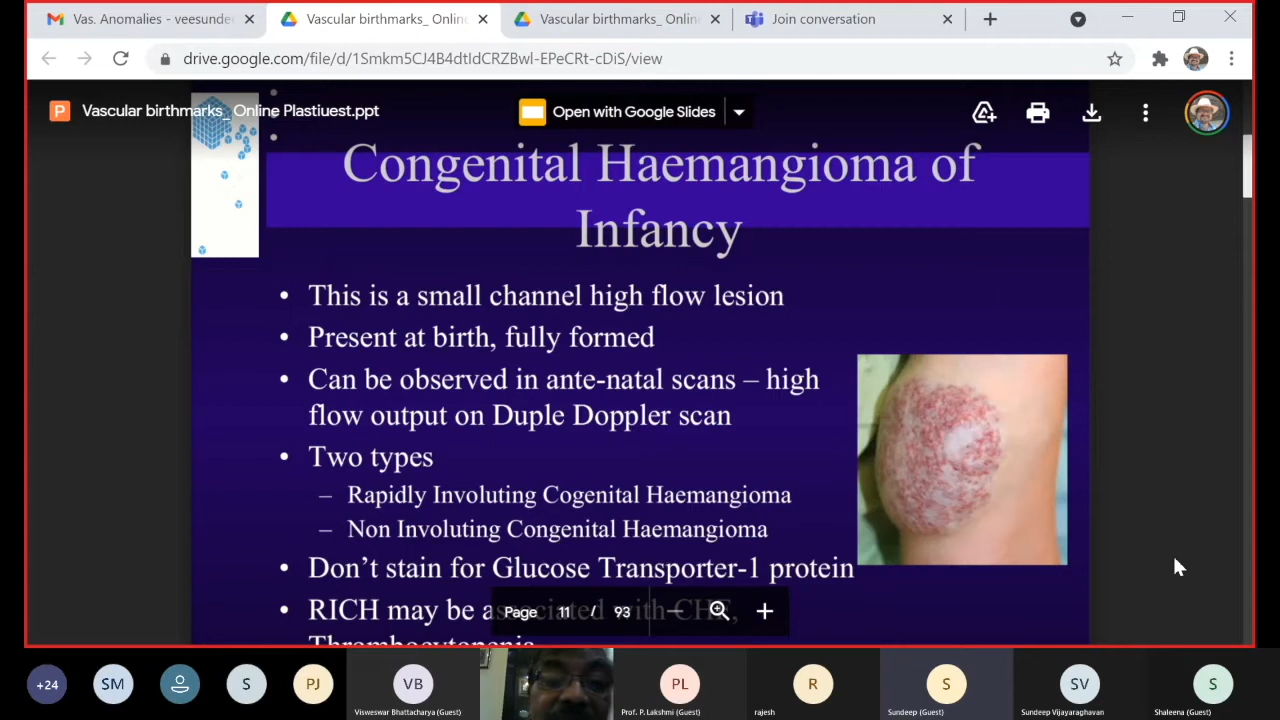 Vas. Anomalies - veesunde
Vascular birthmarks_ Onlin
Vascular birthmarks_ Onlin
Join conversation
drive.google.com/file/d/1Smkm5CJ4B4dtIdCRZBwl-EPeCRt-cDiS/view
P
Vascular birthmarks_ Online Plastiuest.ppt
Open with Google Slides
Congenital Haemangioma of
Infancy
• This is a small channel high flow lesion
• Present at birth, fully formed
• Can be observed in ante-natal scans – high
flow output on Duple Doppler scan
• Two types
– Rapidly Involuting Cogenital Haemangioma
– Non Involuting Congenital Haemangioma
• Don't stain for Glucose Transporter-1 protein
• RICH may be associated with CHF,
Thrombocytopenia
Page 11 / 93
+24
SM
S
PJ
VB
PL
R
S
SV
S
Visweswar Bhattacharya (Guest)
Prof. P. Lakshmi (Guest)
rajesh
Sundeep (Guest)
Sundeep Vijayaraghavan
Shaleena (Guest)